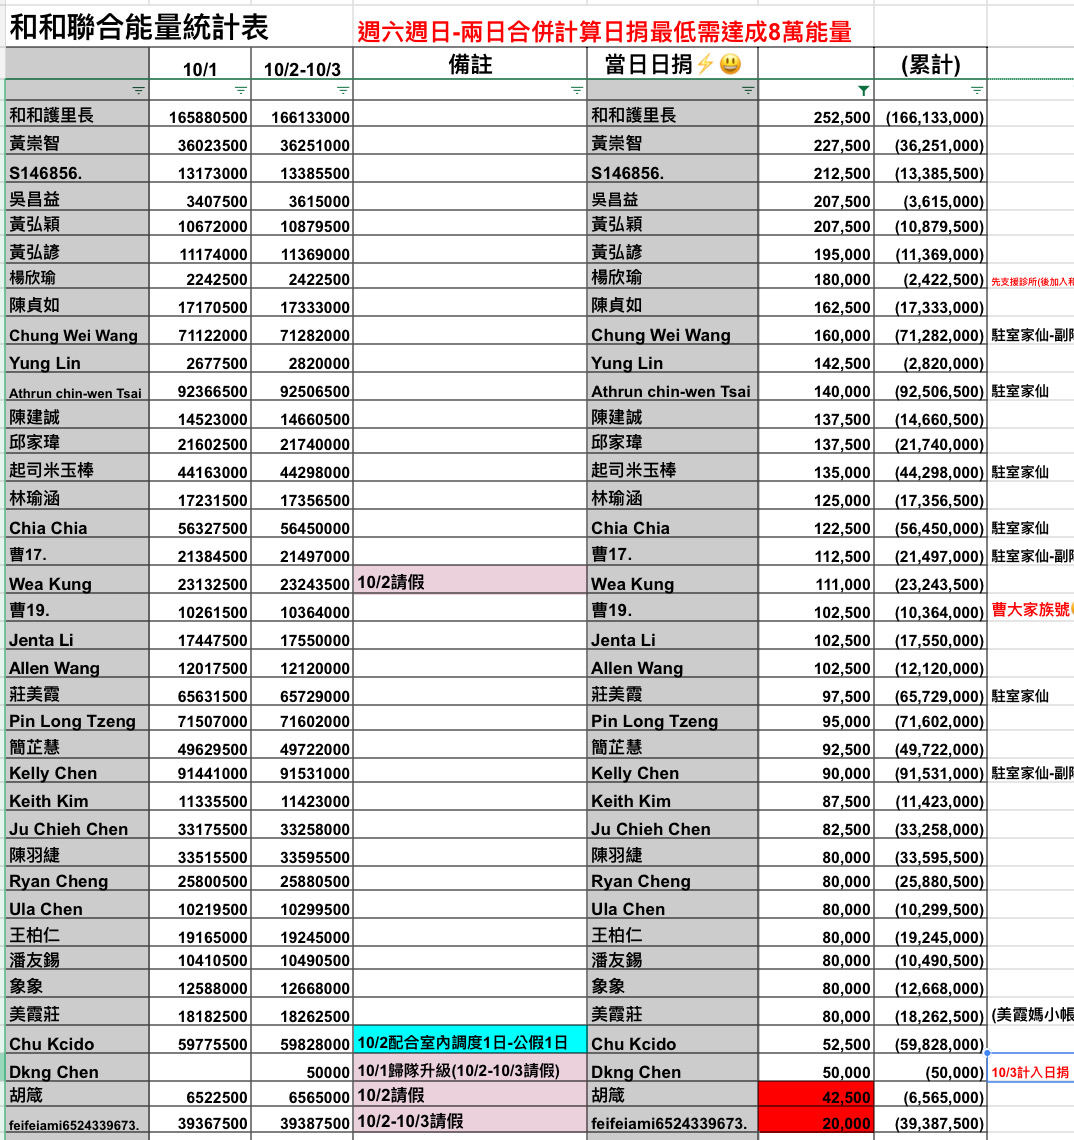 和和聯合能量統計表 週六週日-兩日合併計算日捐最低需達成8萬能量
10/1 10/2-10/3 備註 當日日捐⚡😃 (累計)
和和護里長 165880500 166133000 和和護里長 252,500 (166,133,000)
黃崇智 36023500 36251000 黃崇智 227,500 (36,251,000)
S146856. 13173000 13385500 S146856. 212,500 (13,385,500)
吳昌益 3407500 3615000 吳昌益 207,500 (3,615,000)
黃弘穎 10672000 10879500 黃弘穎 207,500 (10,879,500)
黃弘諺 11174000 11369000 黃弘諺 195,000 (11,369,000)
楊欣瑜 2242500 2422500 楊欣瑜 180,000 (2,422,500) 先支援診所(後加入和
陳貞如 17170500 17333000 陳貞如 162,500 (17,333,000)
Chung Wei Wang 71122000 71282000 Chung Wei Wang 160,000 (71,282,000) 駐室家仙-副
Yung Lin 2677500 2820000 Yung Lin 142,500 (2,820,000)
Athrun chin-wen Tsai 92366500 92506500 Athrun chin-wen Tsai 140,000 (92,506,500) 駐室家仙
陳建誠 14523000 14660500 陳建誠 137,500 (14,660,500)
邱家瑋 21602500 21740000 邱家瑋 137,500 (21,740,000)
起司米玉棒 44163000 44298000 起司米玉棒 135,000 (44,298,000) 駐室家仙
林瑜涵 17231500 17356500 林瑜涵 125,000 (17,356,500)
Chia Chia 56327500 56450000 Chia Chia 122,500 (56,450,000) 駐室家仙
曹17. 21384500 21497000 曹17. 112,500 (21,497,000) 駐室家仙-副
Wea Kung 23132500 23243500 10/2請假 Wea Kung 111,000 (23,243,500)
曹19. 10261500 10364000 曹19. 102,500 (10,364,000) 曹大家族號
Jenta Li 17447500 17550000 Jenta Li 102,500 (17,550,000)
Allen Wang 12017500 12120000 Allen Wang 102,500 (12,120,000)
莊美霞 65631500 65729000 莊美霞 97,500 (65,729,000) 駐室家仙
Pin Long Tzeng 71507000 71602000 Pin Long Tzeng 95,000 (71,602,000)
簡芷慧 49629500 49722000 簡芷慧 92,500 (49,722,000)
Kelly Chen 91441000 91531000 Kelly Chen 90,000 (91,531,000) 駐室家仙-副
Keith Kim 11335500 11423000 Keith Kim 87,500 (11,423,000)
Ju Chieh Chen 33175500 33258000 Ju Chieh Chen 82,500 (33,258,000)
陳羽緁 33515500 33595500 陳羽緁 80,000 (33,595,500)
Ryan Cheng 25800500 25880500 Ryan Cheng 80,000 (25,880,500)
Ula Chen 10219500 10299500 Ula Chen 80,000 (10,299,500)
王柏仁 19165000 19245000 王柏仁 80,000 (19,245,000)
潘友錫 10410500 10490500 潘友錫 80,000 (10,490,500)
象象 12588000 12668000 象象 80,000 (12,668,000)
美霞莊 18182500 18262500 美霞莊 80,000 (18,262,500) (美霞媽小帳
Chu Kcido 59775500 59828000 10/2配合室內調度1日-公假1日 Chu Kcido 52,500 (59,828,000)
Dkng Chen 50000 10/1歸隊升級(10/2-10/3請假) Dkng Chen 50,000 (50,000) 10/3計入日捐
胡箴 6522500 6565000 10/2請假 胡箴 42,500 (6,565,000)
feifeiami6524339673. 39367500 39387500 10/2-10/3請假 feifeiami6524339673. 20,000 (39,387,500)